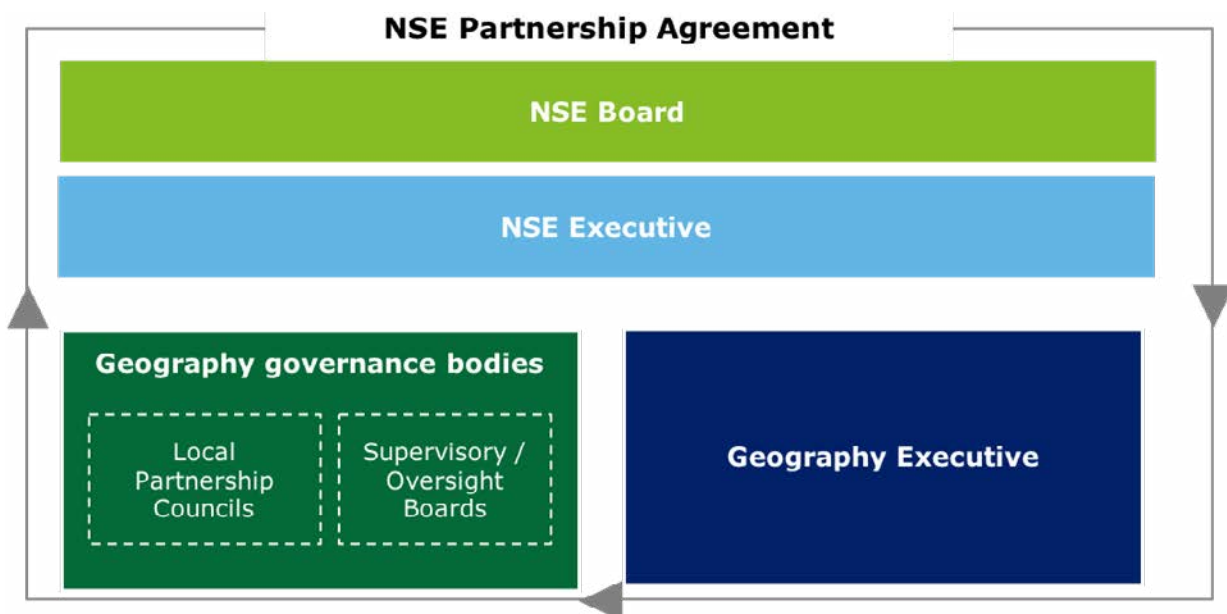 NSE Partnership Agreement
NSE Board
NSE Executive
Geography governance bodies
Local
Partnership
Councils
Supervisory /
Oversight
Boards
Geography Executive